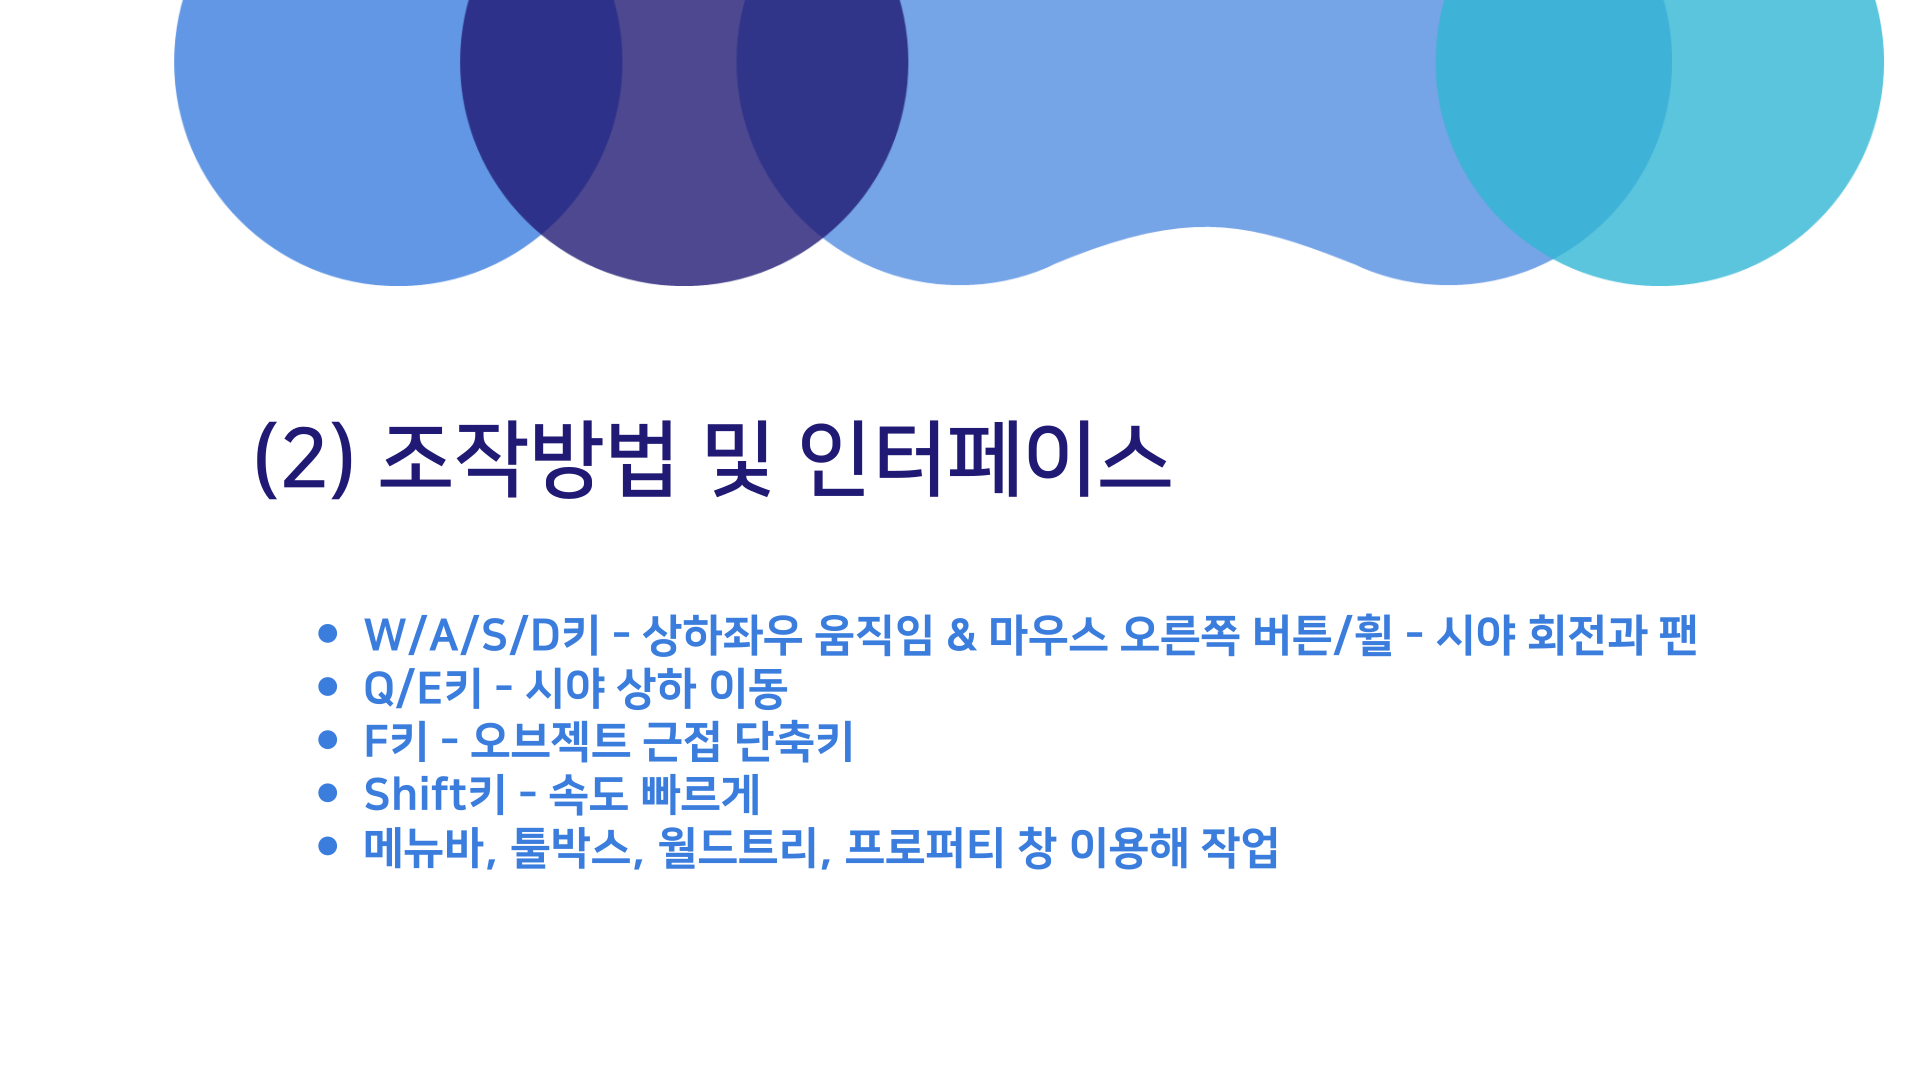 (2) 조작방법 및 인터페이스
● W/A/S/D키 – 상하좌우 움직임 & 마우스 오른쪽 버튼/휠 – 시야 회전과 팬
● Q/E키 – 시야 상하 이동
● F키 – 오브젝트 근접 단축키
● Shift키 – 속도 빠르게
● 메뉴바, 툴박스, 월드트리, 프로퍼티 창 이용해 작업